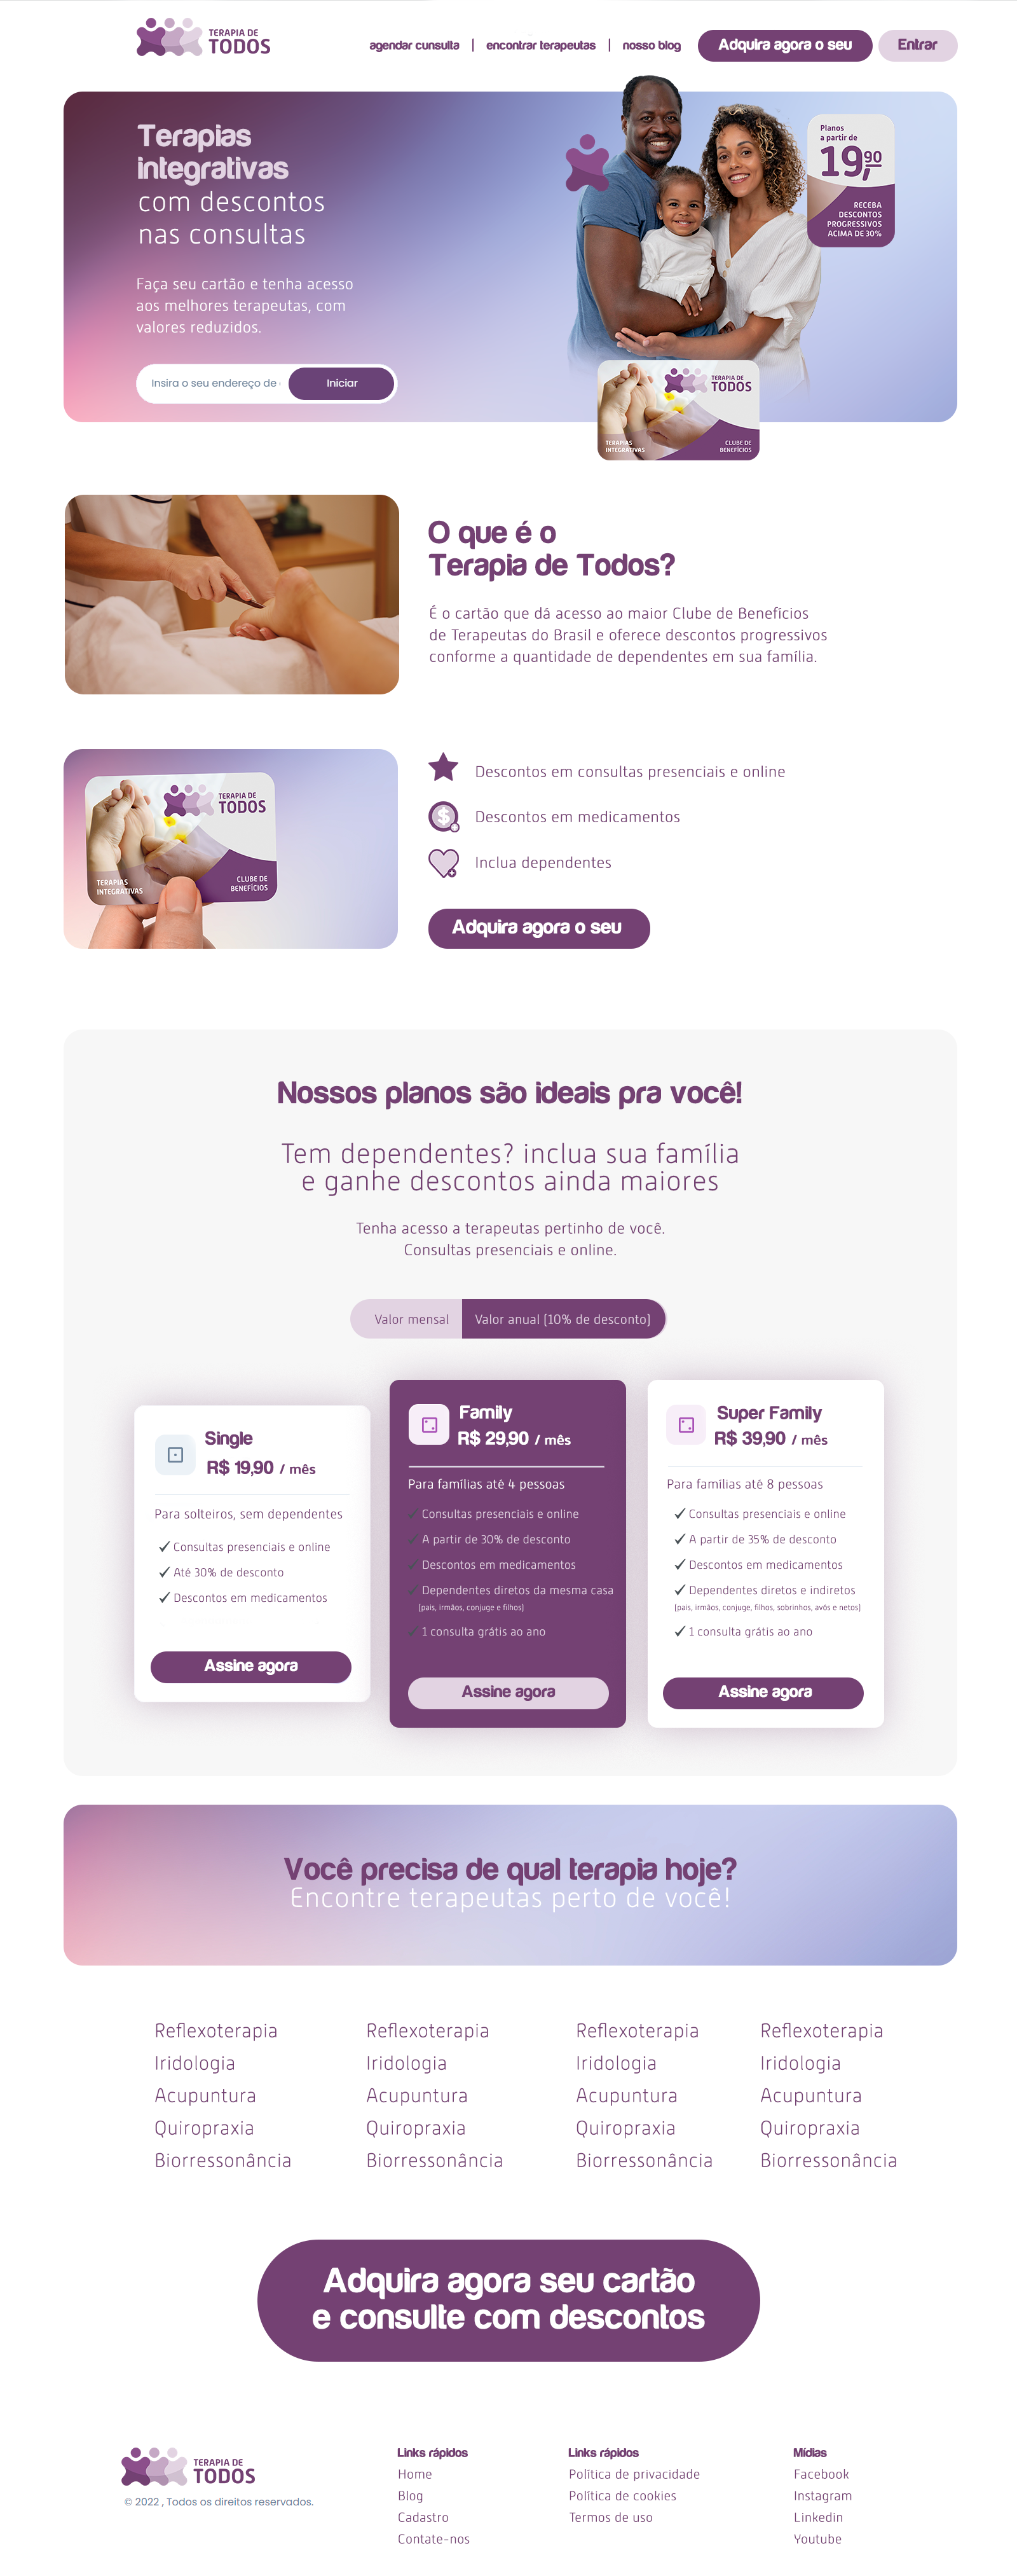 TERAPIA DE
TODOS
agendar cunsulta | encontrar terapeutas | nosso blog
Adquira agora o seu
Entrar
Terapias
integrativas
com descontos
nas consultas
Faça seu cartão e tenha acesso
aos melhores terapeutas, com
valores reduzidos.
Insira o seu endereço de
Iniciar
Planos
a partir de
19,90
RECEBA
DESCONTOS
PROGRESSIVOS
ACIMA DE 30%
TERAPIA DE
TODOS
TERAPIAS
INTEGRATIVAS
CLUBE DE
BENEFÍCIOS
O que é o
Terapia de Todos?
É o cartão que dá acesso ao maior Clube de Benefícios
de Terapeutas do Brasil e oferece descontos progressivos
conforme a quantidade de dependentes em sua família.
TERAPIA DE
TODOS
TERAPIAS
INTEGRATIVAS
CLUBE DE
BENEFÍCIOS
Descontos em consultas presenciais e online
Descontos em medicamentos
Inclua dependentes
Adquira agora o seu
Nossos planos são ideais pra você!
Tem dependentes? inclua sua família
e ganhe descontos ainda maiores
Tenha acesso a terapeutas pertinho de você.
Consultas presenciais e online.
Valor mensal
Valor anual [10% de desconto]
Single
R$ 19,90 / mês
Para solteiros, sem dependentes
Consultas presenciais e online
Até 30% de desconto
Descontos em medicamentos
Assine agora
Family
R$ 29,90 / mês
Para famílias até 4 pessoas
Consultas presenciais e online
A partir de 30% de desconto
Descontos em medicamentos
Dependentes diretos da mesma casa
[pais, irmãos, conjuge e filhos]
1 consulta grátis ao ano
Assine agora
Super Family
R$ 39,90 / mês
Para famílias até 8 pessoas
Consultas presenciais e online
A partir de 35% de desconto
Descontos em medicamentos
Dependentes diretos e indiretos
[pais, irmãos, conjuge, filhos, sobrinhos, avós e netos]
1 consulta grátis ao ano
Assine agora
Você precisa de qual terapia hoje?
Encontre terapeutas perto de você!
Reflexoterapia
Iridologia
Acupuntura
Quiropraxia
Biorressonância
Reflexoterapia
Iridologia
Acupuntura
Quiropraxia
Biorressonância
Reflexoterapia
Iridologia
Acupuntura
Quiropraxia
Biorressonância
Reflexoterapia
Iridologia
Acupuntura
Quiropraxia
Biorressonância
Adquira agora seu cartão
e consulte com descontos
TERAPIA DE
TODOS
© 2022 , Todos os direitos reservados.
Links rápidos
Home
Blog
Cadastro
Contate-nos
Links rápidos
Política de privacidade
Política de cookies
Termos de uso
Mídias
Facebook
Instagram
Linkedin
Youtube